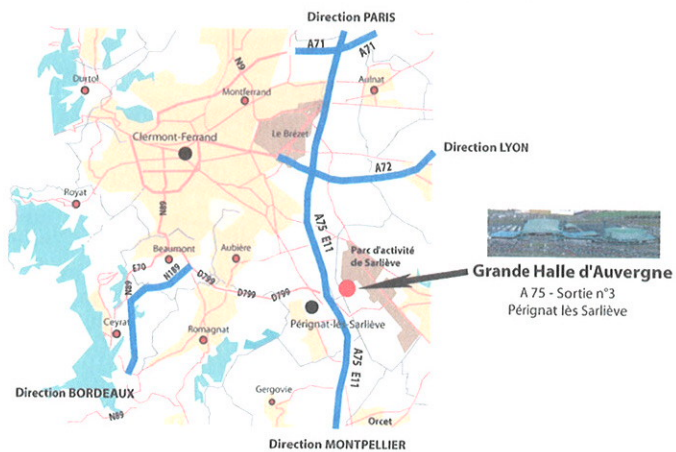 Direction PARIS
A71
A71
N9
Durtol
Aulnat
Montferrand
Le Brézet
Clermont-Ferrand
Direction LYON
A72
Royat
N89
A75 E11
Parc d'activité
de Sarliève
Beaumont
Aubière
E70
N189
D799
Grande Halle d'Auvergne
A 75 - Sortie n°3
Pérignat lès Sarliève
N89
D799
D799
Ceyrat
Romagnat
Pérignat-lès-Sarliève
A75 E11
Direction BORDEAUX
Gergovie
N89
Orcet
Direction MONTPELLIER